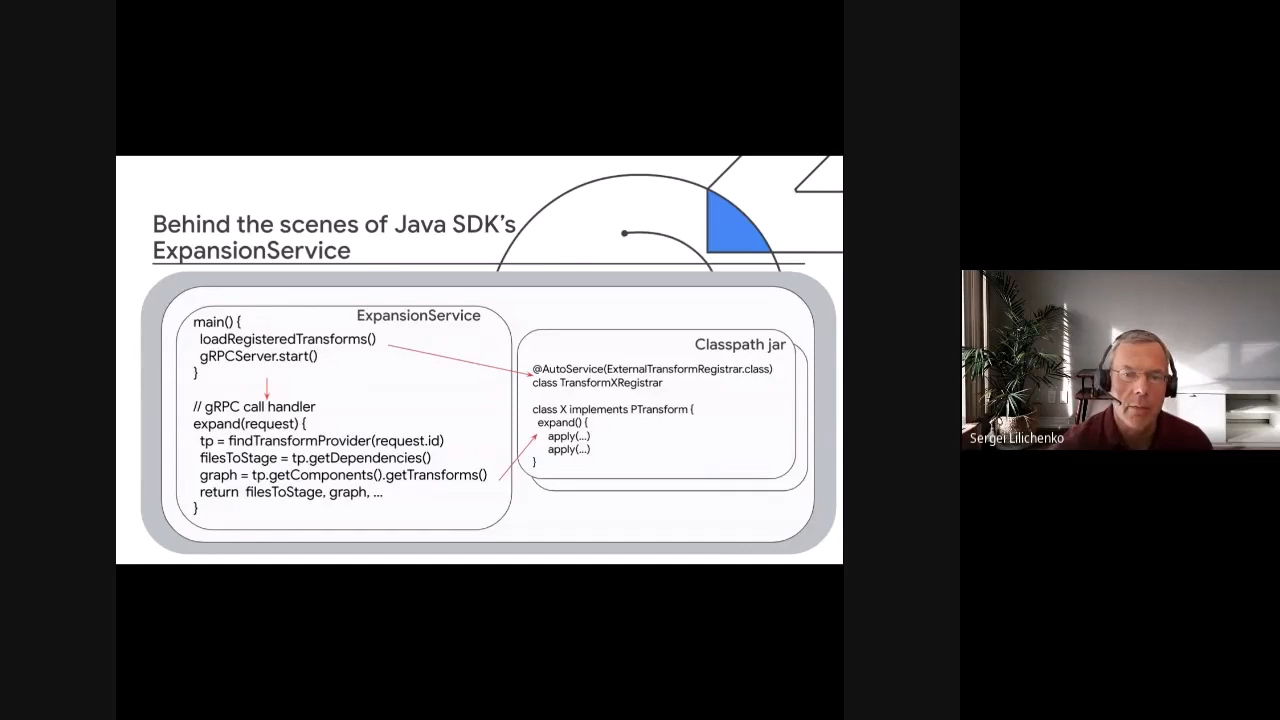 Behind the scenes of Java SDK's
ExpansionService
ExpansionService
main() {
loadRegisteredTransforms()
gRPCServer.start()
}
// gRPC call handler
expand(request) {
tp = findTransformProvider(request.id)
filesToStage = tp.getDependencies()
graph = tp.getComponents().getTransforms()
return filesToStage, graph, ...
}
Classpath jar
@AutoService(ExternalTransformRegistrar.class)
class TransformXRegistrar
class X implements PTransform {
expand() {
apply(...)
apply(...)
}
Sergei Lilichenko